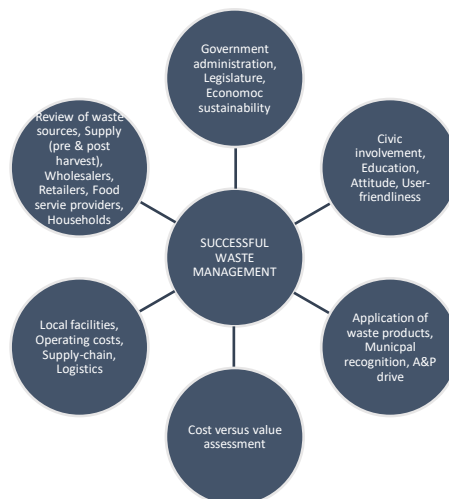 Government
administration,
Legislature,
Economoc
sustainability
Review of waste
sources, Supply
(pre & post
harvest),
Wholesalers,
Retailers, Food
servie providers,
Households
Civic
involvement,
Education,
Attitude, User-
friendliness
SUCCESSFUL
WASTE
MANAGEMENT
Local facilities,
Operating costs,
Supply-chain,
Logistics
Application of
waste products,
Municpal
recognition, A&P
drive
Cost versus value
assessment